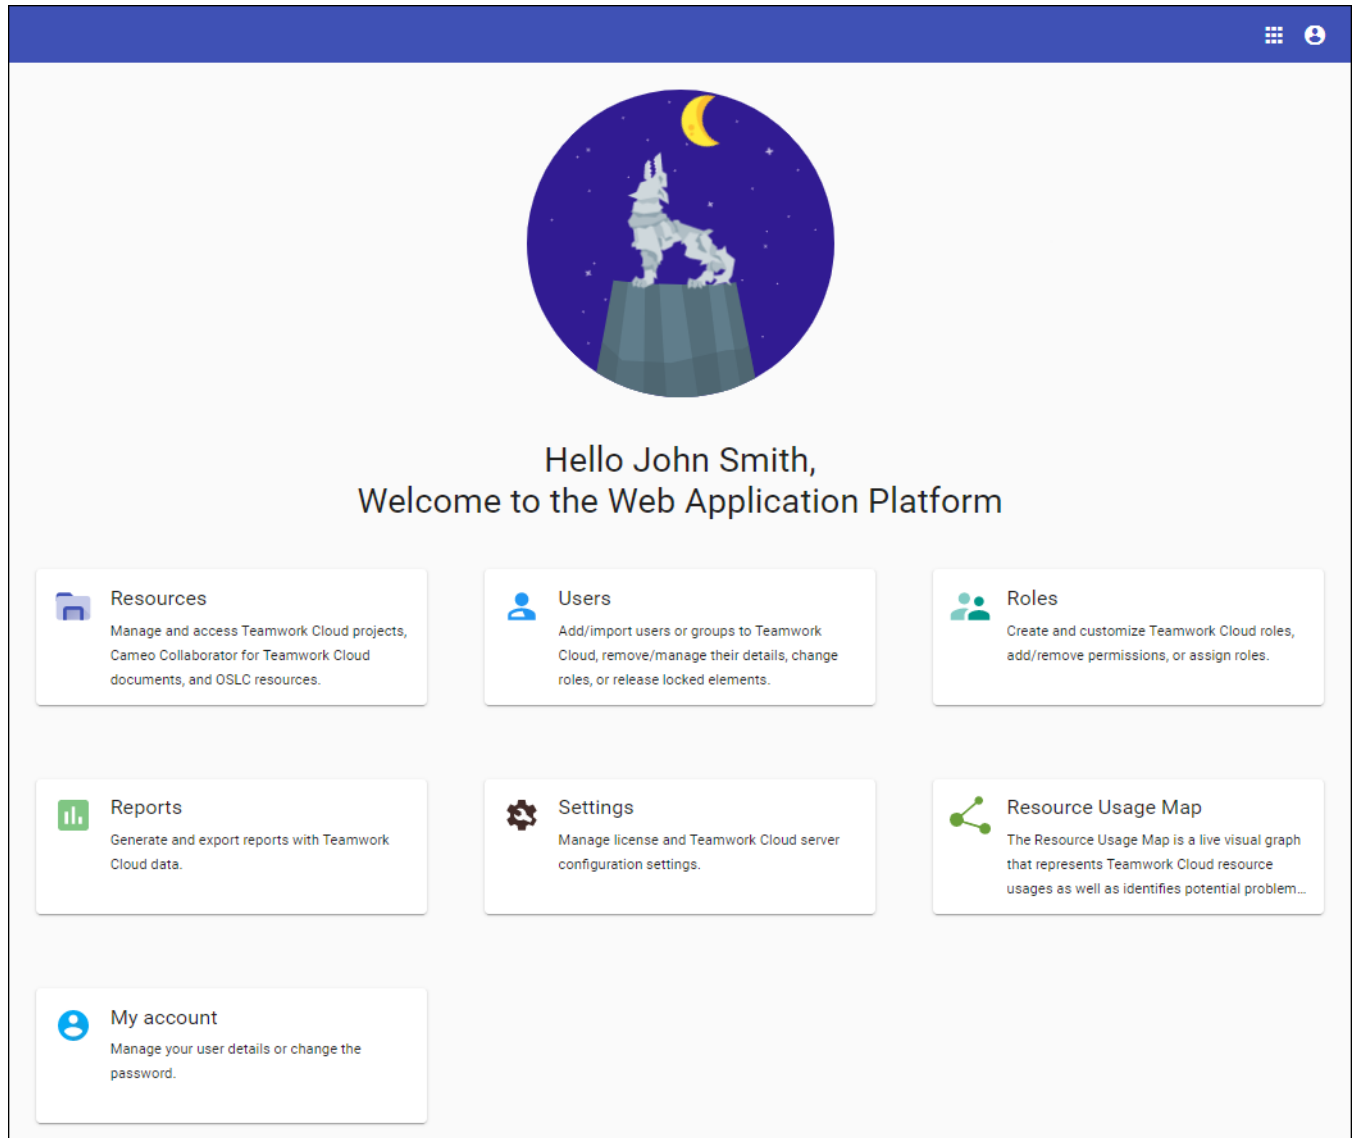 Hello John Smith,
Welcome to the Web Application Platform
Resources
Manage and access Teamwork Cloud projects,
Cameo Collaborator for Teamwork Cloud
documents, and OSLC resources.
Users
Add/import users or groups to Teamwork
Cloud, remove/manage their details, change
roles, or release locked elements.
Roles
Create and customize Teamwork Cloud roles,
add/remove permissions, or assign roles.
Reports
Generate and export reports with Teamwork
Cloud data.
Settings
Manage license and Teamwork Cloud server
configuration settings.
Resource Usage Map
The Resource Usage Map is a live visual graph
that represents Teamwork Cloud resource
usages as well as identifies potential problem...
My account
Manage your user details or change the
password.